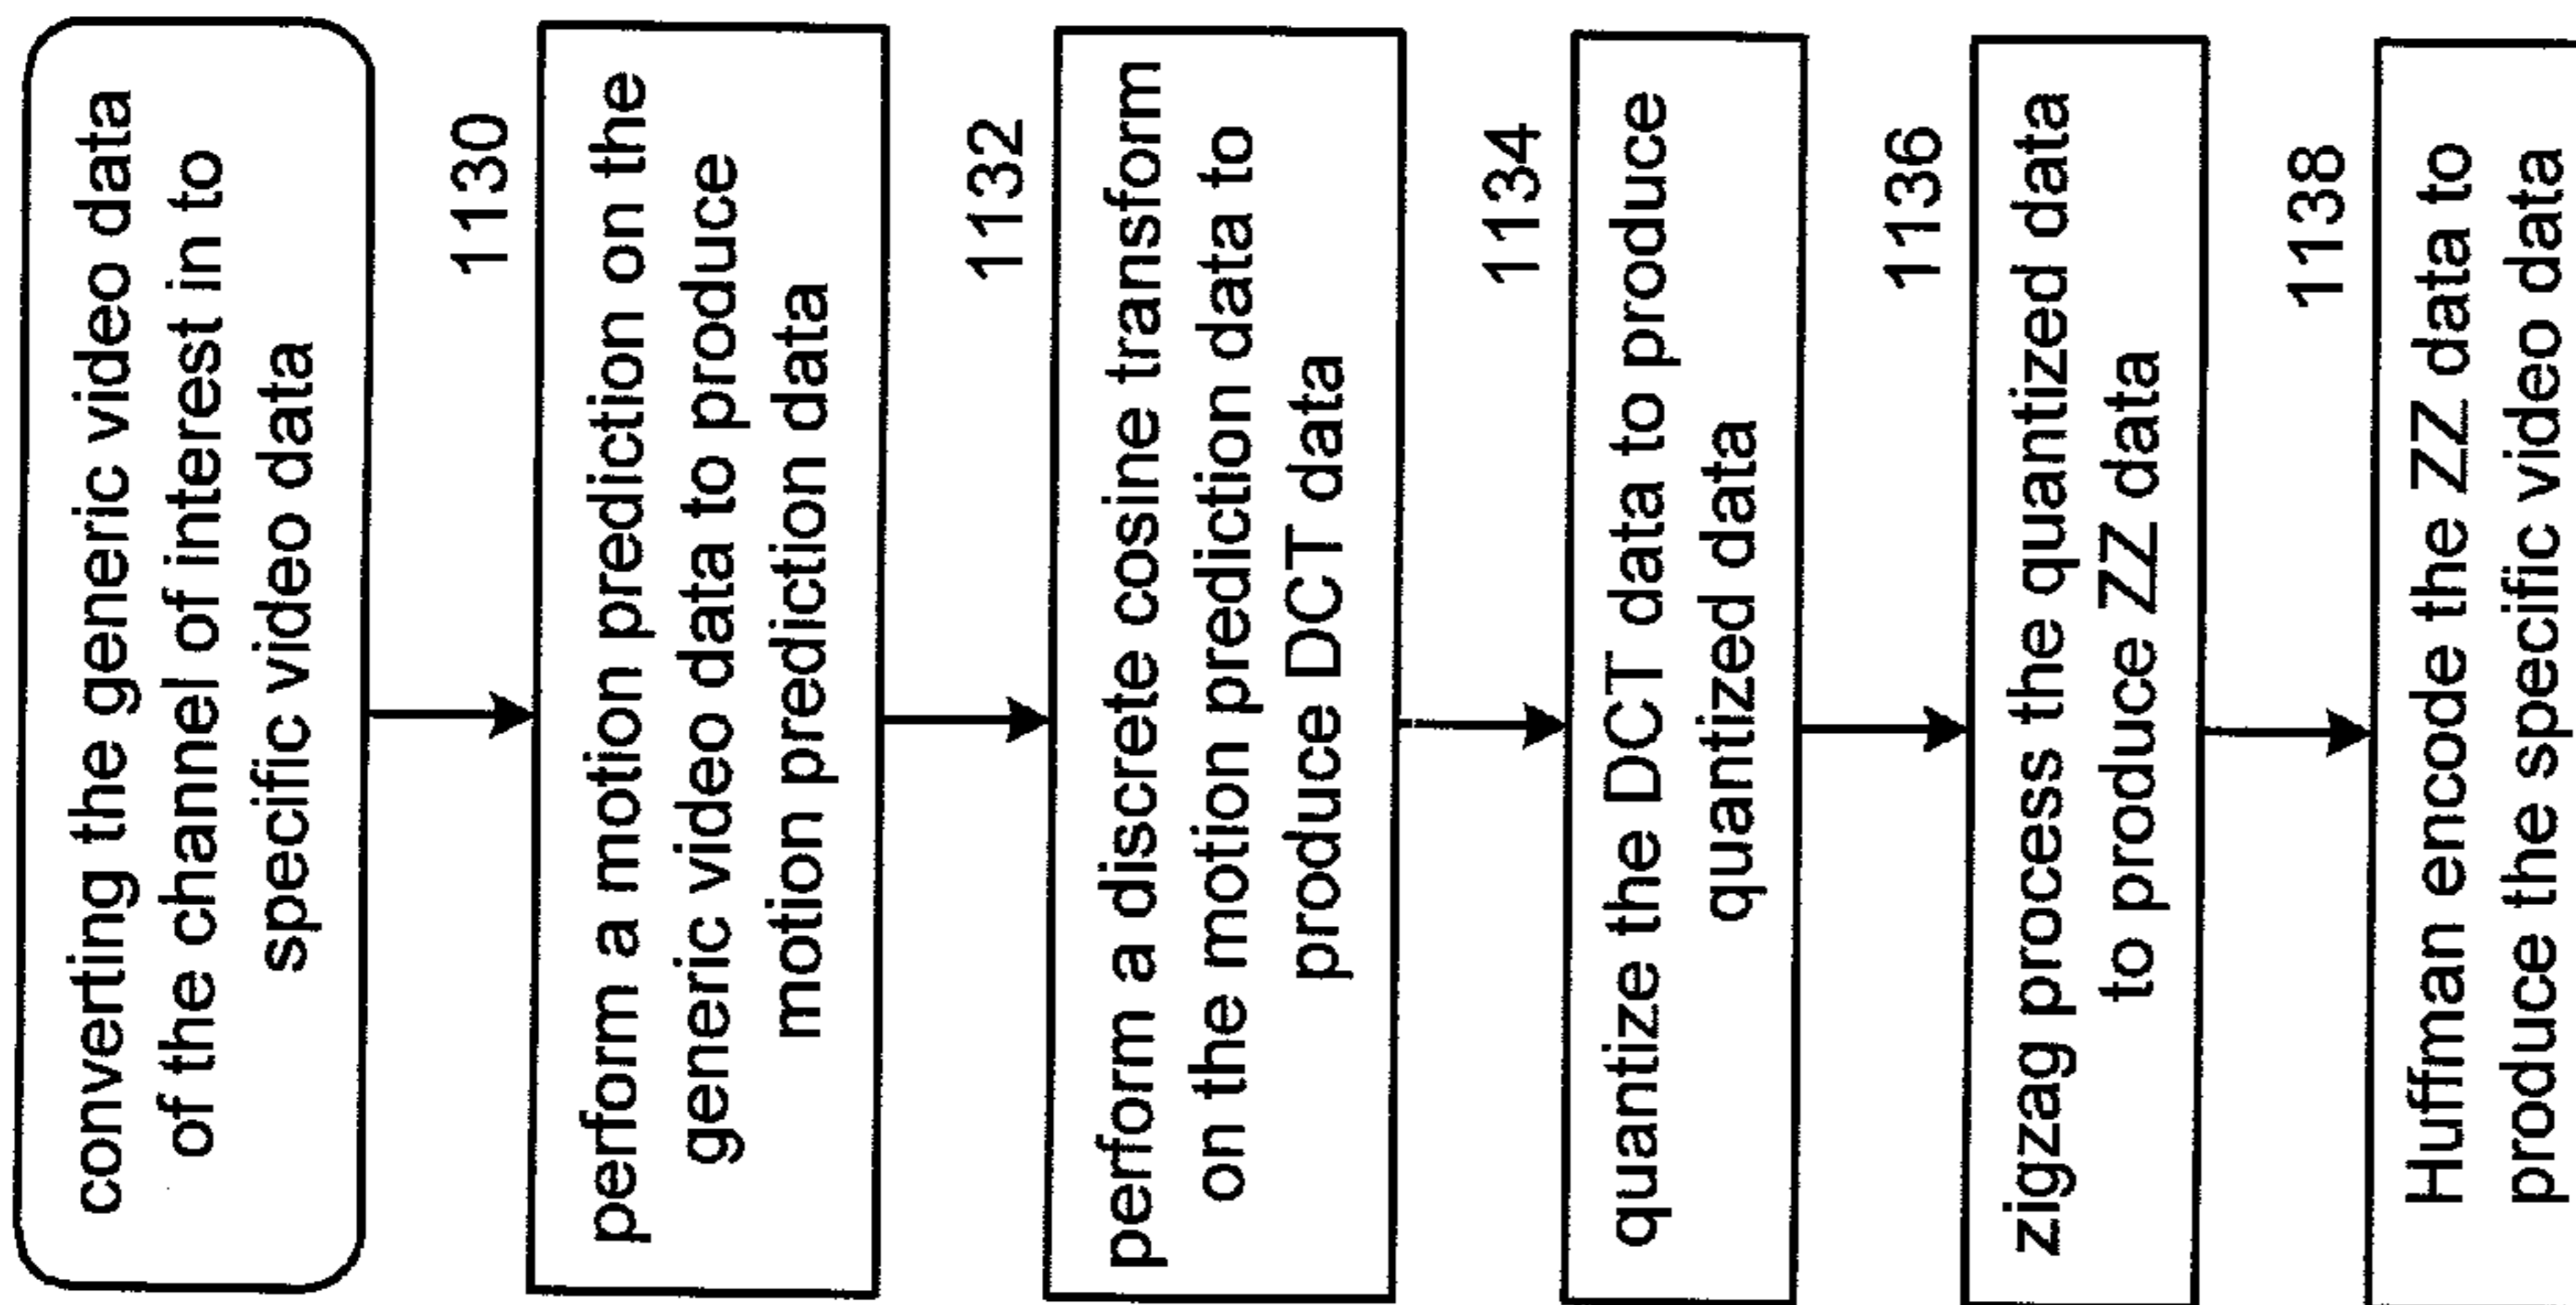 converting the generic video data
of the channel of interest in to
specific video data
1130
perform a motion prediction on the
generic video data to produce
motion prediction data
1132
perform a discrete cosine transform
on the motion prediction data to
produce DCT data
1134
quantize the DCT data to produce
quantized data
1136
zigzag process the quantized data
to produce ZZ data
1138
Huffman encode the ZZ data to
produce the specific video data